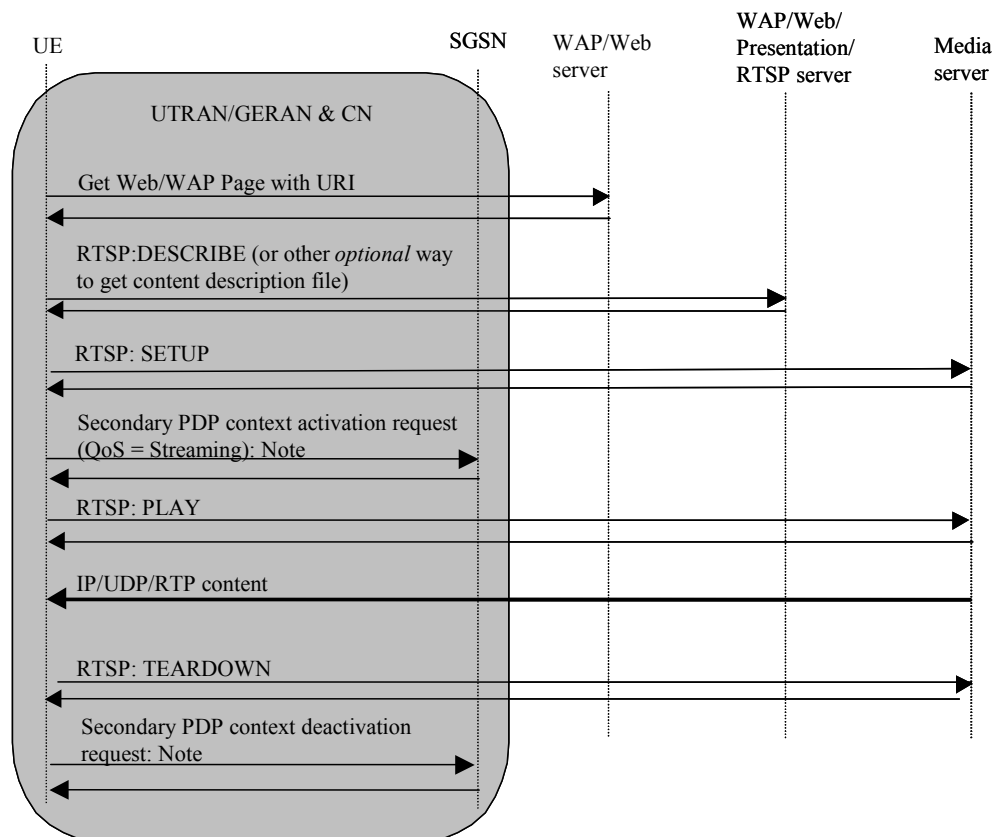 UE
SGSN
WAP/Web
server
WAP/Web/
Presentation/
RTSP server
Media
server
UTRAN/GERAN & CN
Get Web/WAP Page with URI
RTSP:DESCRIBE (or other optional way
to get content description file)
RTSP: SETUP
Secondary PDP context activation request
(QoS = Streaming): Note
RTSP: PLAY
IP/UDP/RTP content
RTSP: TEARDOWN
Secondary PDP context deactivation
request: Note